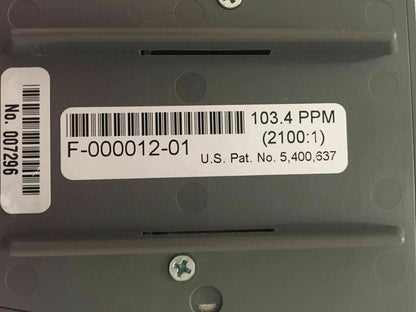 No. 007296
103.4 PPM
F-000012-01
(2100:1)
U.S. Pat. No. 5,400,637